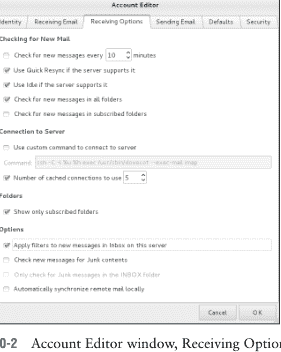 Account Editor
Identity Receiving Email Receiving Options Sending Email Defaults Security
Checking for New Mail
Check for new messages every 10 minutes
Use Quick Resync if the server supports it
Use Idle if the server supports it
Check for new messages in all folders
Check for new messages in subscribed folders
Connection to Server
Use custom command to connect to server
Command:
Number of cached connections to use 5
Folders
Show only subscribed folders
Options
Apply filters to new messages in Inbox on this server
Check new messages for Junk contents
Only check for Junk messages in the INBOX folder
Automatically synchronize remote mail locally
Cancel OK
0-2 Account Editor window, Receiving Option